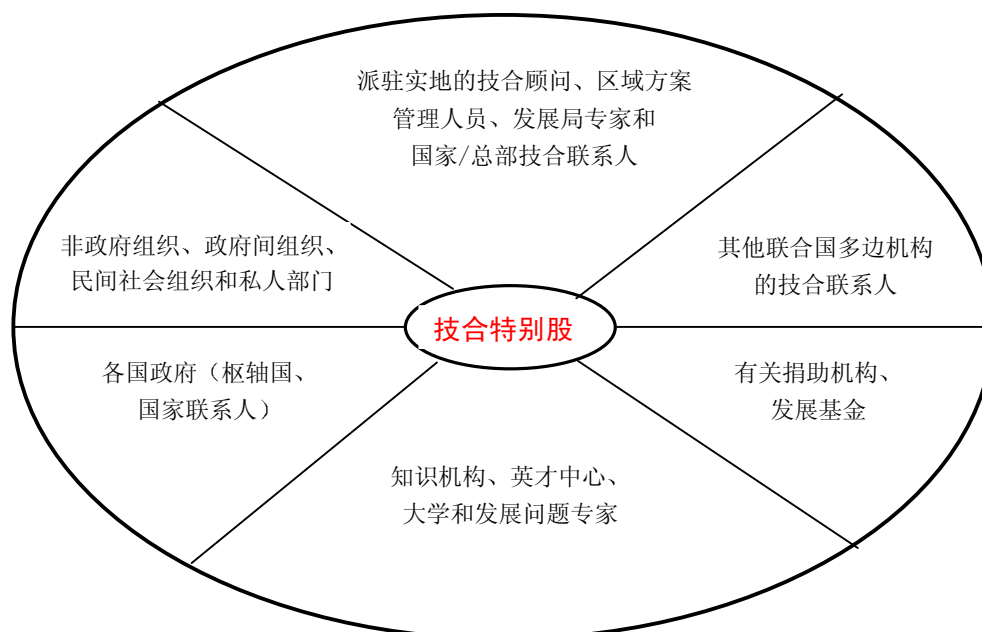 派驻实地的技合顾问、区域方案
管理人员、发展局专家和
国家/总部技合联系人
非政府组织、政府间组织、
民间社会组织和私人部门
其他联合国多边机构
的技合联系人
技合特别股
各国政府（枢轴国、
国家联系人）
有关捐助机构、
发展基金
知识机构、英才中心、
大学和发展问题专家